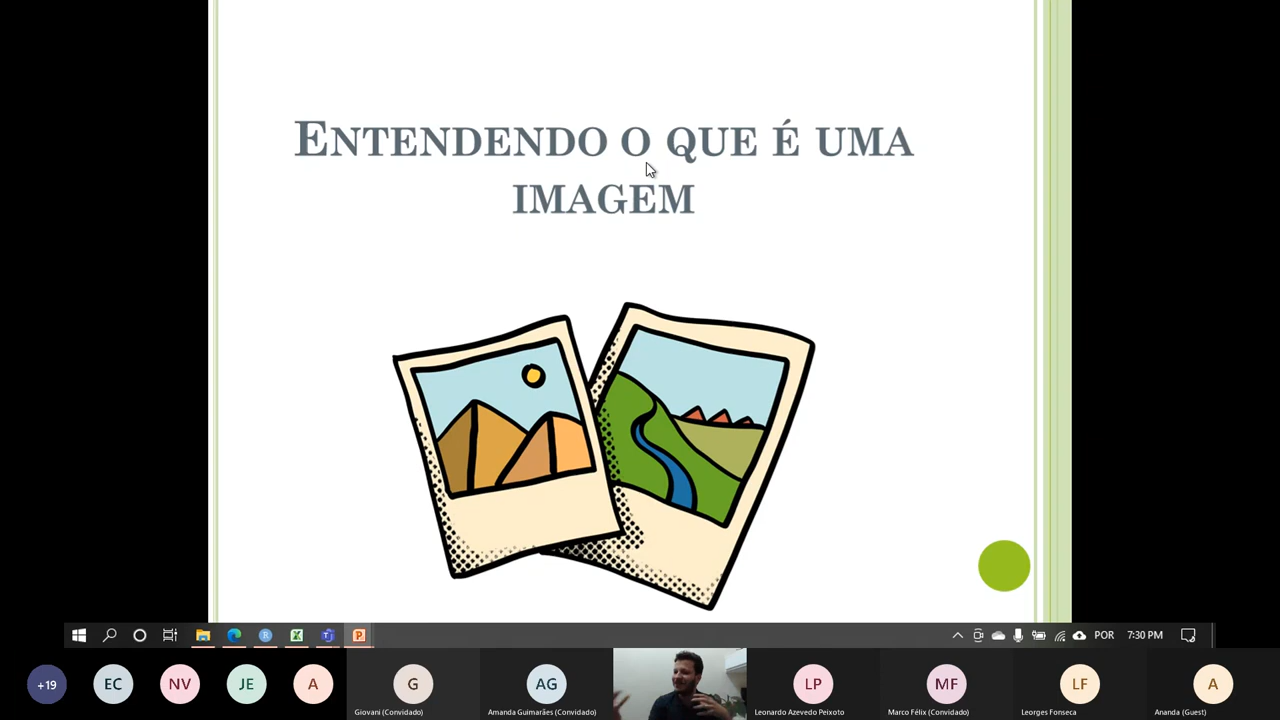 ENTENDENDO O QUE É UMA
IMAGEM
POR
7:30 PM
+19
EC
NV
JE
A
G
AG
LP
MF
LF
A
Giovani (Convidado)
Amanda Guimarães (Convidado)
Leonardo Azevedo Peixoto
Marco Félix (Convidado)
Leorges Fonseca
Ananda (Guest)